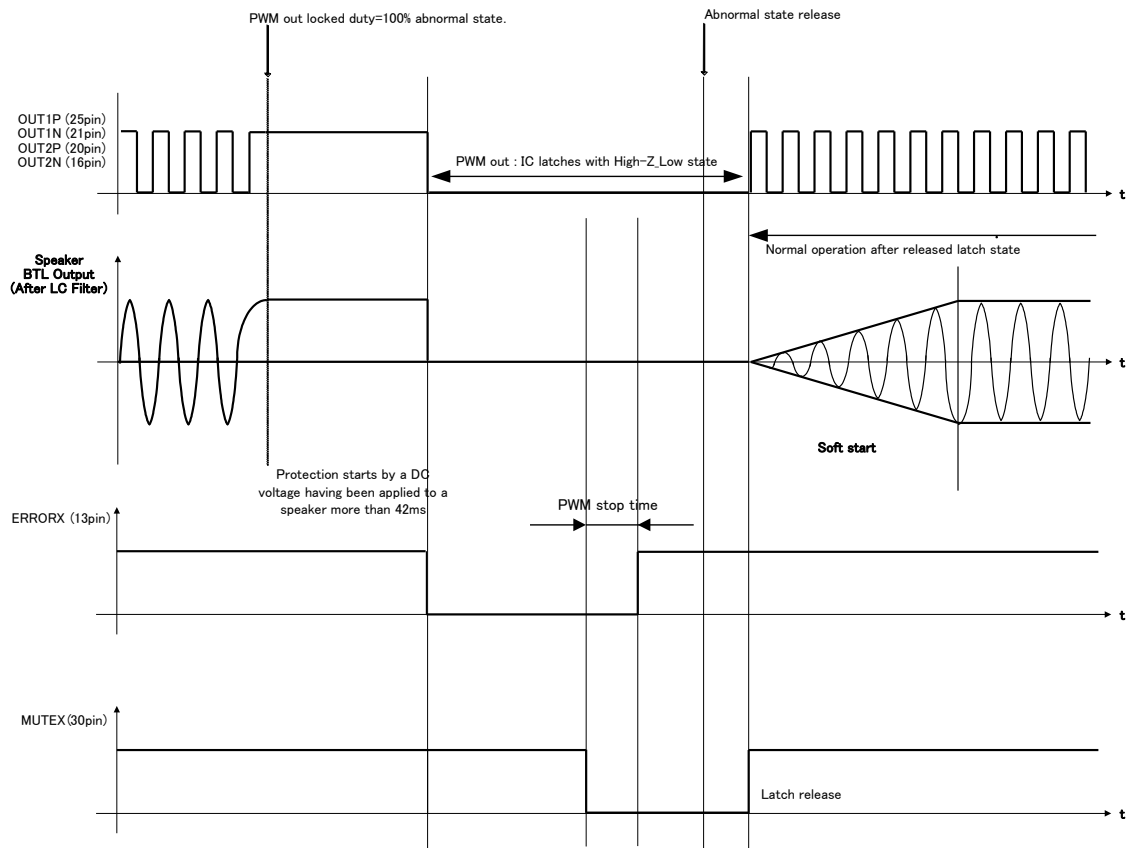 PWM out locked duty=100% abnormal state.
Abnormal state release
OUT1P (25pin)
OUT1N (21pin)
OUT2P (20pin)
OUT2N (16pin)
PWM out : IC latches with High-Z_Low state
t
Normal operation after released latch state
Speaker
BTL Output
(After LC Filter)
t
Soft start
Protection starts by a DC
voltage having been applied to a
speaker more than 42ms
PWM stop time
ERRORX (13pin)
t
MUTEX(30pin)
Latch release
t